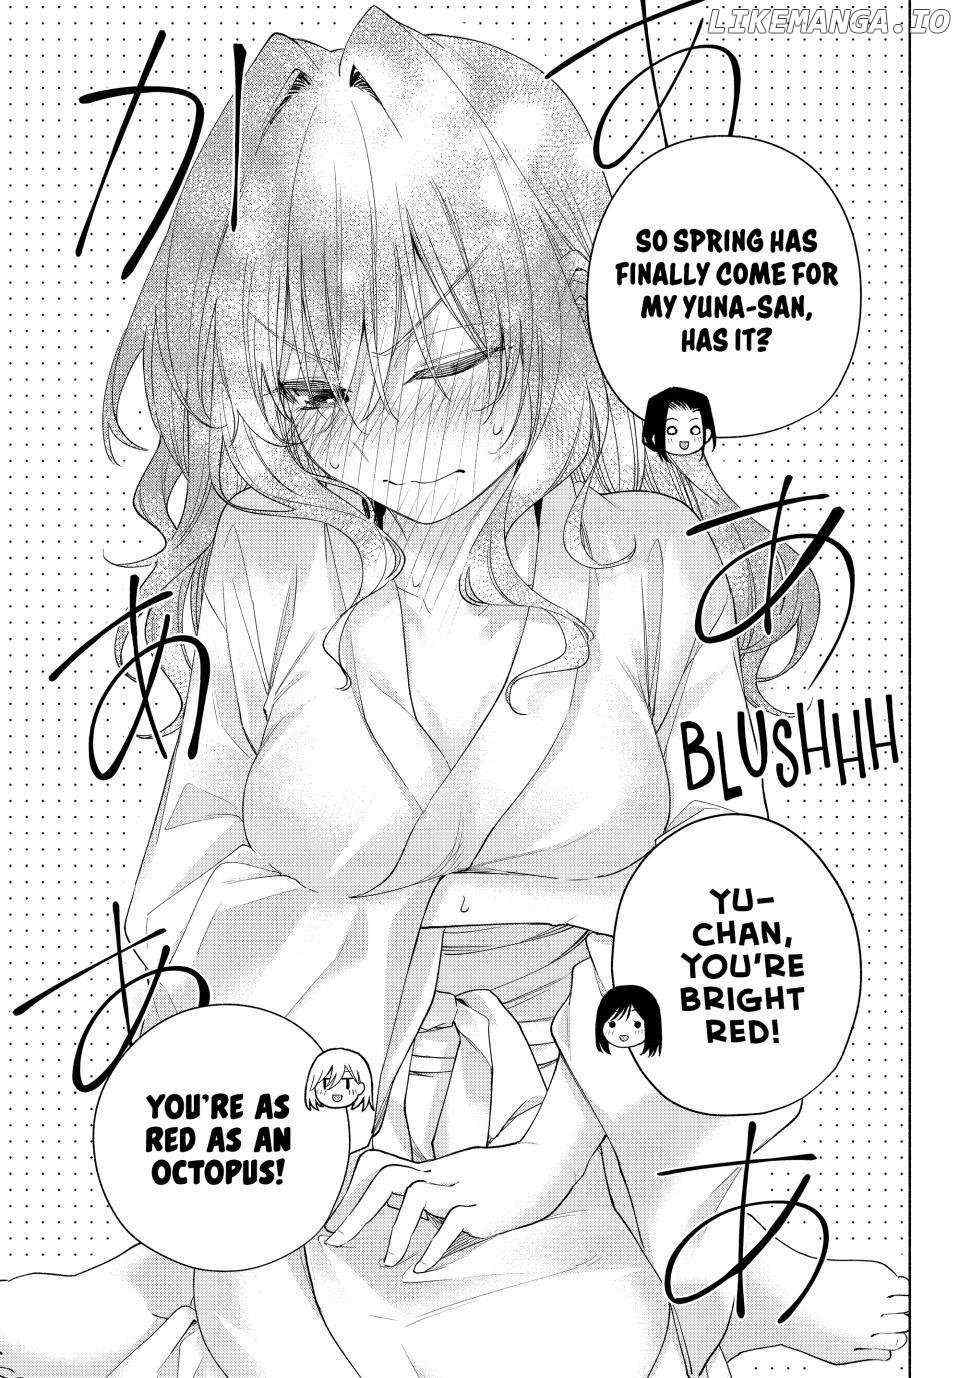 LIKEMANGA.IO
カ
ー
あ
SO SPRING HAS
FINALLY COME FOR
MY YUNA-SAN,
HAS IT?
あ
あ
BLUSHHHH
YU-
CHAN,
YOU'RE
BRIGHT
RED!
あ
YOU'RE AS
RED AS AN
OCTOPUS!
あ